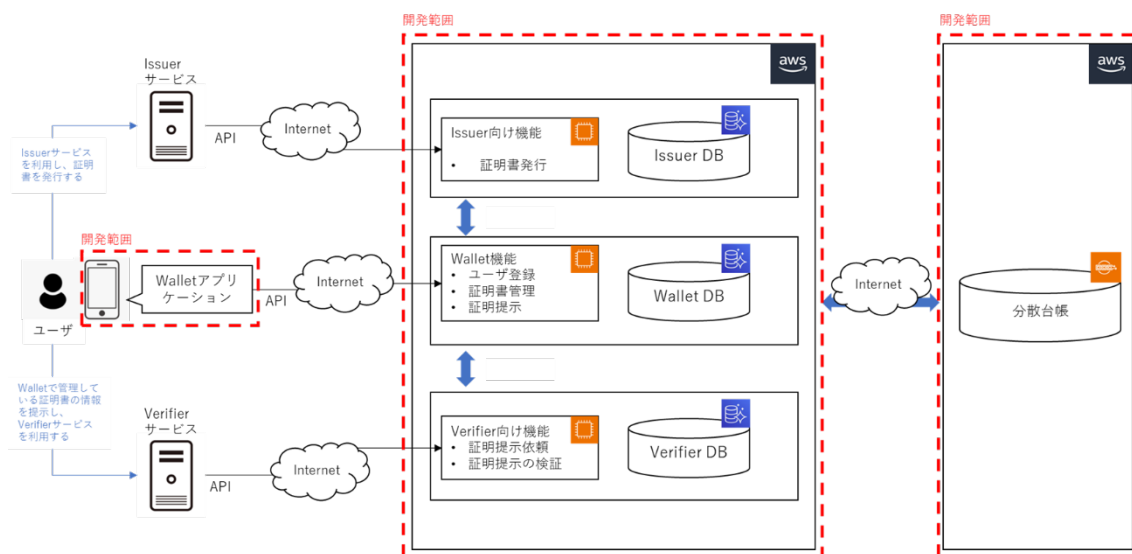 開発範囲
開発範囲
aws
aws
Issuer
サービス
API
Internet
Issuer向け機能
• 証明書発行
Issuer DB
Issuerサービス
を利用し、証明
書を発行する
開発範囲
Walletアプリ
ケーション
ユーザ
API
Internet
Wallet機能
• ユーザ登録
• 証明書管理
• 証明提示
Wallet DB
Internet
分散台帳
Walletで管理して
いる証明書の情報
を提示し、
Verifierサービス
を利用する
Verifier
サービス
API
Internet
Verifier向け機能
• 証明提示依頼
• 証明提示の検証
Verifier DB